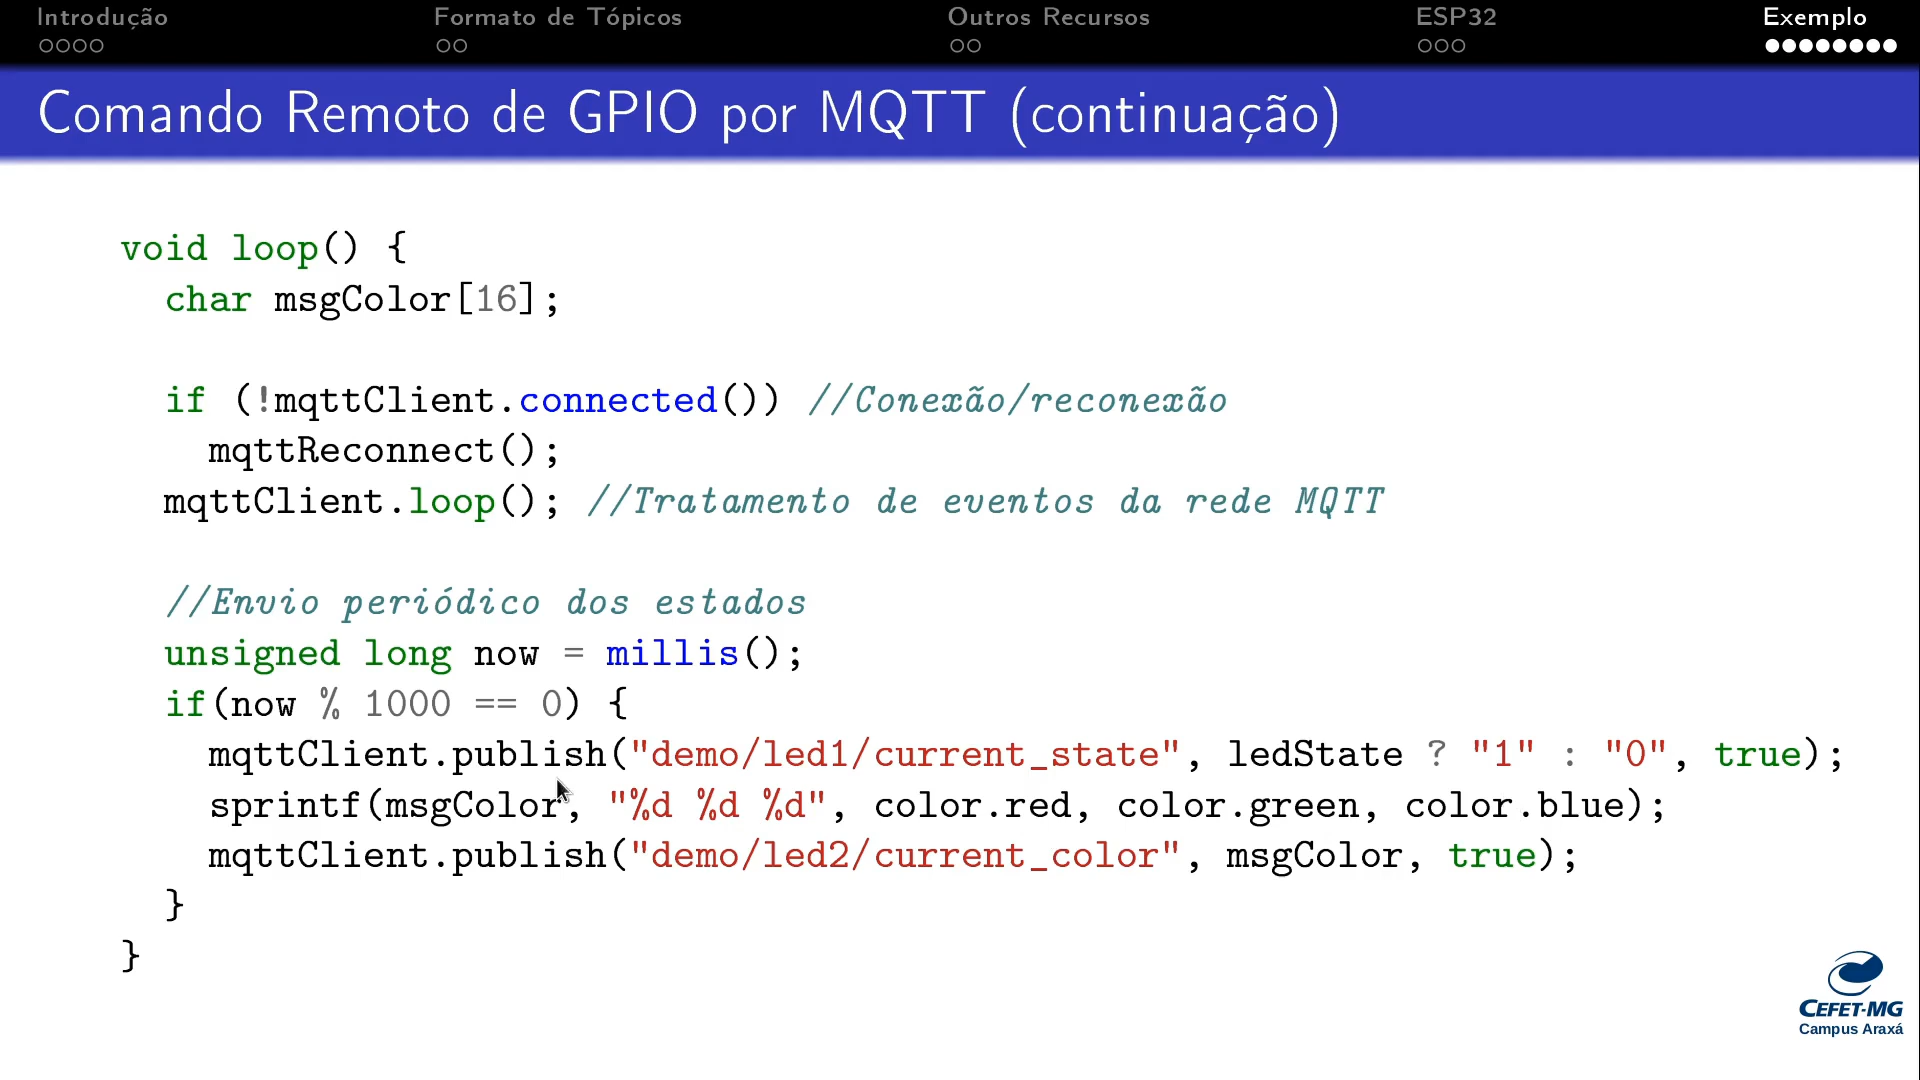 Introdução Formato de Tópicos Outros Recursos ESP32 Exemplo
Comando Remoto de GPIO por MQTT (continuação)
void loop() {
char msgColor[16];
if (!mqttClient.connected()) //Conexão/reconexão
mqttReconnect();
mqttClient.loop(); //Tratamento de eventos da rede MQTT
//Envio periódico dos estados
unsigned long now = millis();
if(now % 1000 == 0) {
mqttClient.publish("demo/led1/current_state", ledState ? "1" : "0", true);
sprintf(msgColor, "%d %d %d", color.red, color.green, color.blue);
mqttClient.publish("demo/led2/current_color", msgColor, true);
}
}
CEFET-MG
Campus Araxá